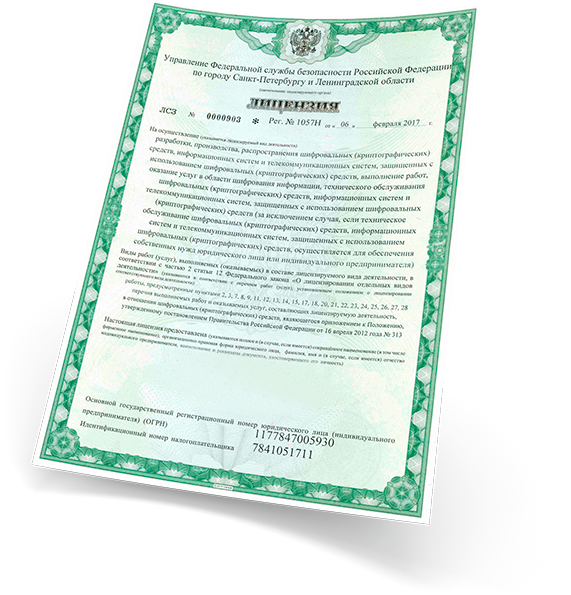 Управление Федеральной службы безопасности Российской Федерации
по городу Санкт-Петербургу и Ленинградской области
(наименование лицензирующего органа)
ЛИЦЕНЗИЯ
ЛСЗ № 0000903 * Рег. № 1057Н от « 06 » февраля 2017 г.
На осуществление (указывается лицензируемый вид деятельности)
разработки, производства, распространения шифровальных (криптографических)
средств, информационных систем и телекоммуникационных систем, защищенных с
использованием шифровальных (криптографических) средств, выполнение работ,
оказание услуг в области шифрования информации, технического обслуживания
шифровальных (криптографических) средств, информационных систем и
телекоммуникационных систем, защищенных с использованием шифровальных
(криптографических) средств (за исключением случая, если техническое
обслуживание шифровальных (криптографических) средств, информационных
систем и телекоммуникационных систем, защищенных с использованием
шифровальных (криптографических) средств, осуществляется для обеспечения
собственных нужд юридического лица или индивидуального предпринимателя)
Виды работ (услуг), выполняемых (оказываемых) в составе лицензируемого вида деятельности, в
соответствии с частью 2 статьи 12 Федерального закона «О лицензировании отдельных видов
деятельности» (указываются в соответствии с перечнем работ (услуг), установленным положением о лицензировании
соответствующего вида деятельности)
работы, предусмотренные пунктами 2, 3, 7, 8, 9, 11, 12, 13, 14, 15, 17, 18, 20, 21, 22, 23, 24, 25, 26, 27, 28
перечня выполняемых работ и оказываемых услуг, составляющих лицензируемую деятельность,
в отношении шифровальных (криптографических) средств, являющегося приложением к Положению,
утвержденному постановлением Правительства Российской Федерации от 16 апреля 2012 года № 313
Настоящая лицензия предоставлена (указываются полное и (в случае, если имеется) сокращённое наименование (в том числе
фирменное наименование), организационно-правовая форма юридического лица, фамилия, имя и (в случае, если имеется) отчество
индивидуального предпринимателя, наименование и реквизиты документа, удостоверяющего его личность)
Основной государственный регистрационный номер юридического лица (индивидуального
предпринимателя) (ОГРН) 1177847005930
Идентификационный номер налогоплательщика 7841051711